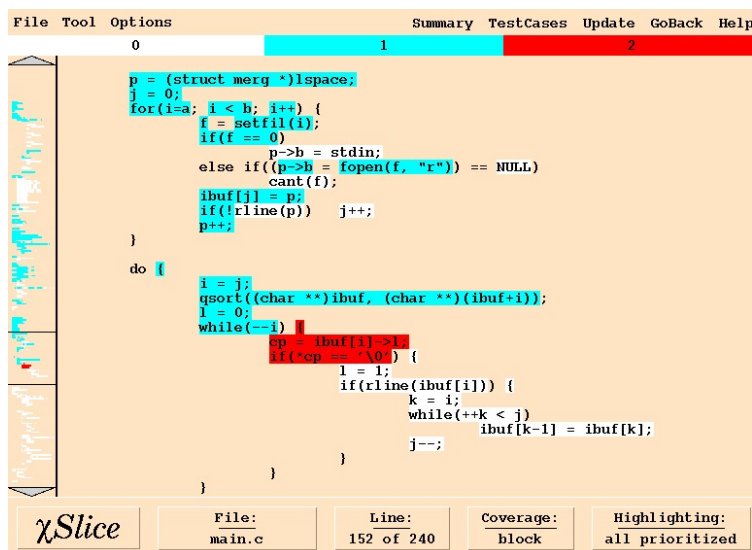 File Tool Options Summary TestCases Update GoBack Help
0 1 2
p = (struct merg *)lspace;
j = 0;
for(i=a; i < b; i++) {
f = setfil(i);
if(f == 0)
p->b = stdin;
else if((p->b = fopen(f, "r")) == NULL)
cant(f);
ibuf[j] = p;
if(!rline(p)) j++;
p++;
}
do {
i = j;
qsort((char **)ibuf, (char **)(ibuf+i));
l = 0;
while(--i) {
cp = ibuf[i]->l;
if(*cp == '\0') {
l = 1;
if(rline(ibuf[i])) {
k = i;
while(++k < j)
ibuf[k-1] = ibuf[k];
j--;
}
}
}
χSlice File: Line: Coverage: Highlighting:
main.c 152 of 240 block all prioritized